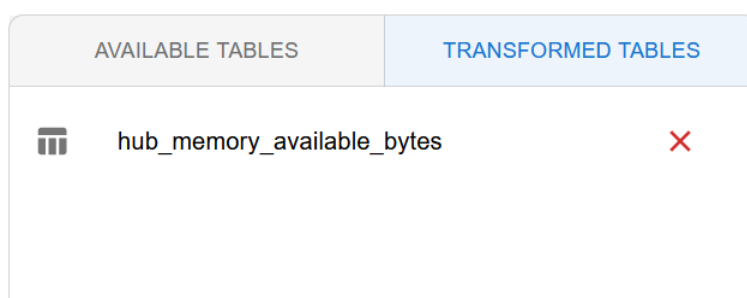 AVAILABLE TABLES
TRANSFORMED TABLES
hub_memory_available_bytes